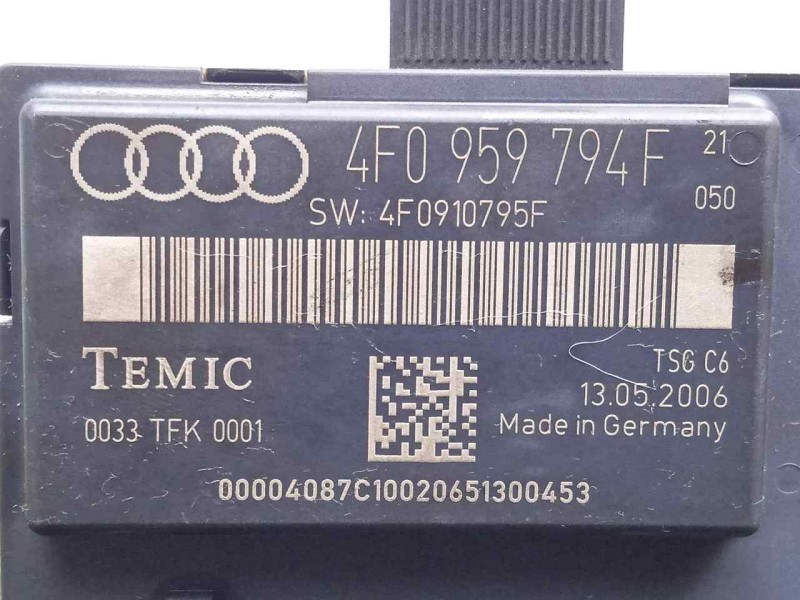 4F0 959 794 F 21
050
SW: 4F0910795F
TEMIC
TSG C6
13.05.2006
0033 TFK 0001
Made in Germany
00004087C10020651300453